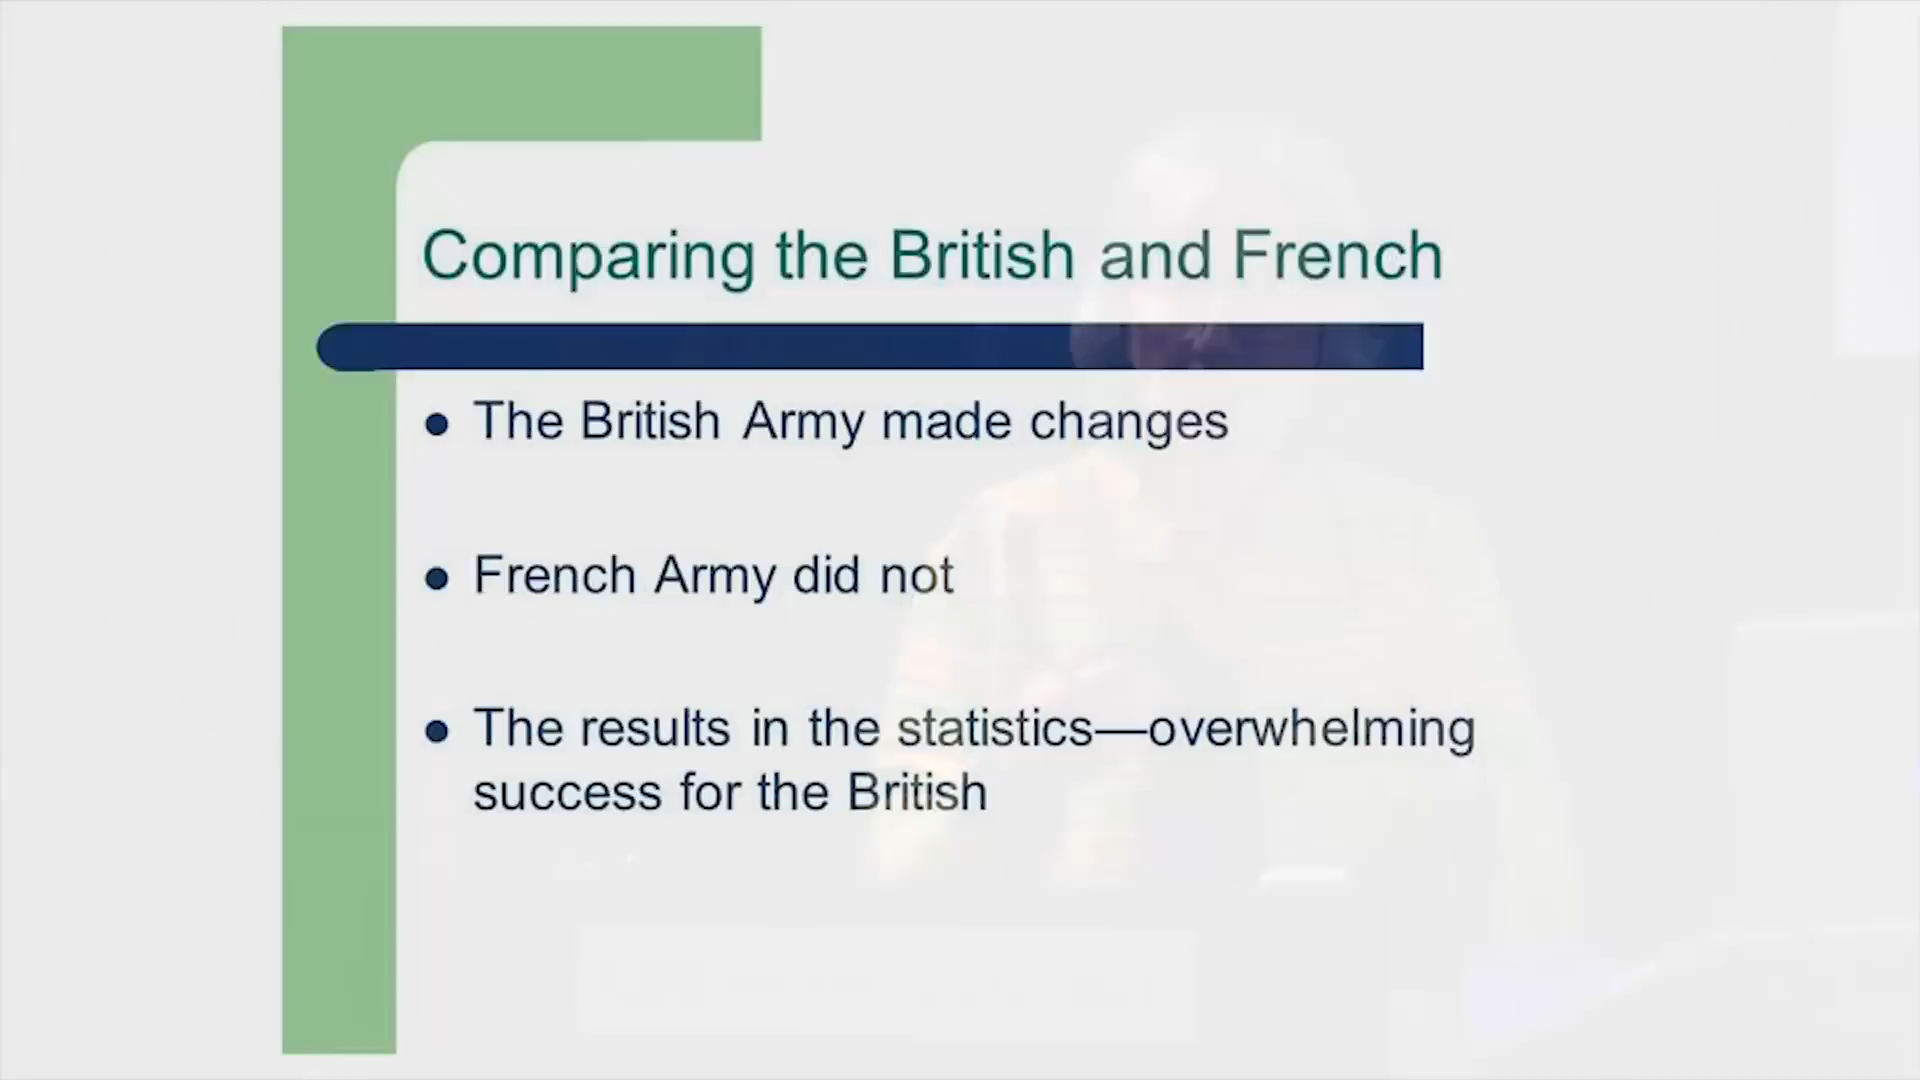 Comparing the British and French
● The British Army made changes
● French Army did not
● The results in the statistics—overwhelming
success for the British